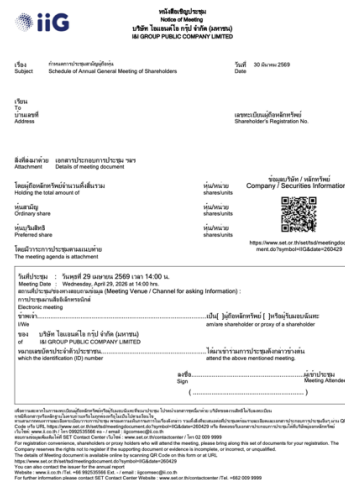 iiG
หนังสือเชิญประชุม
Notice of Meeting
บริษัท ไอแอนด์ไอ กรุ๊ป จำกัด (มหาชน)
I&I GROUP PUBLIC COMPANY LIMITED
เรื่อง กำหนดการประชุมสามัญผู้ถือหุ้น
Subject Schedule of Annual General Meeting of Shareholders
วันที่ 30 มีนาคม 2569
Date
เรียน
To
บ้านเลขที่
Address
เลขทะเบียนผู้ถือหลักทรัพย์
Shareholder's Registration No.
สิ่งที่ส่งมาด้วย เอกสารประกอบการประชุม ฯลฯ
Attachment Details of meeting document
โดยผู้ถือหลักทรัพย์จำนวนทั้งสิ้นรวม หุ้น/หน่วย
Holding the total amount of shares/units
ข้อมูลบริษัท / หลักทรัพย์
Company / Securities Information
หุ้นสามัญ หุ้น/หน่วย
Ordinary share shares/units
หุ้นบุริมสิทธิ หุ้น/หน่วย
Preferred share shares/units
โดยมีวาระการประชุมตามแนบท้าย
The meeting agenda is attachment
https://www.set.or.th/set/tsd/meetingdocu
ment.do?symbol=IIG&date=260429
วันที่ประชุม : วันพุธที่ 29 เมษายน 2569 เวลา 14:00 น.
Meeting Date : Wednesday, April 29, 2026 at 14:00 hrs.
สถานที่ประชุม/ช่องทางสอบถามข้อมูล (Meeting Venue / Channel for asking Information) :
การประชุมผ่านสื่ออิเล็กทรอนิกส์
Electronic meeting
ข้าพเจ้า เป็น[ ]ผู้ถือหลักทรัพย์ [ ]หรือผู้รับมอบฉันทะ
I/We am/are shareholder or proxy of a shareholder
ของ บริษัท ไอแอนด์ไอ กรุ๊ป จำกัด (มหาชน)
of I&I GROUP PUBLIC COMPANY LIMITED
หมายเลขบัตรประจำตัวประชาชน ได้มาเข้าร่วมการประชุมดังกล่าวข้างต้น
which the identification (ID) number attend the above mentioned meeting.
ลงชื่อ ผู้เข้าประชุม
Sign Meeting Attendee
( )
For registration convenience, shareholders or proxy holders who will attend the meeting, please bring along this set of documents for your registration. The
Company reserves the rights not to register if the supporting document or evidence is incomplete, or incorrect, or unqualified.
The details of Meeting document is available online by scanning QR Code on this form or at URL
https://www.set.or.th/set/tsd/meetingdocument.do?symbol=IIG&date=260429
You can also contact the issuer for the annual report